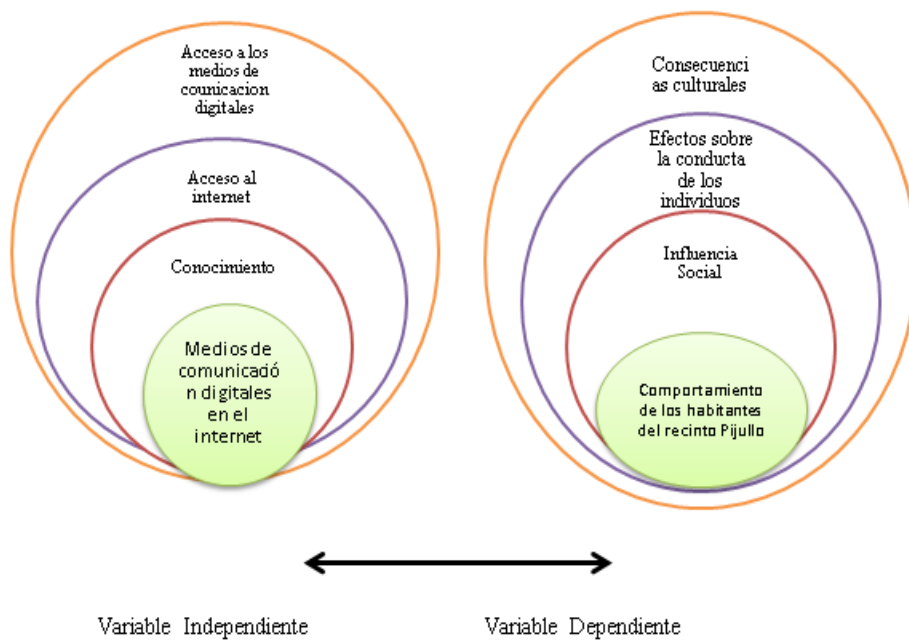 Acceso a los
medios de
counicacion
digitales
Acceso al
internet
Conocimiento
Medios de
comunicació
n digitales
en el
internet
Consecuenci
as culturales
Efectos sobre
la conducta
de los
individuos
Influencia
Social
Comportamiento
de los habitantes
del recinto Pijullo
Variable Independiente
Variable Dependiente